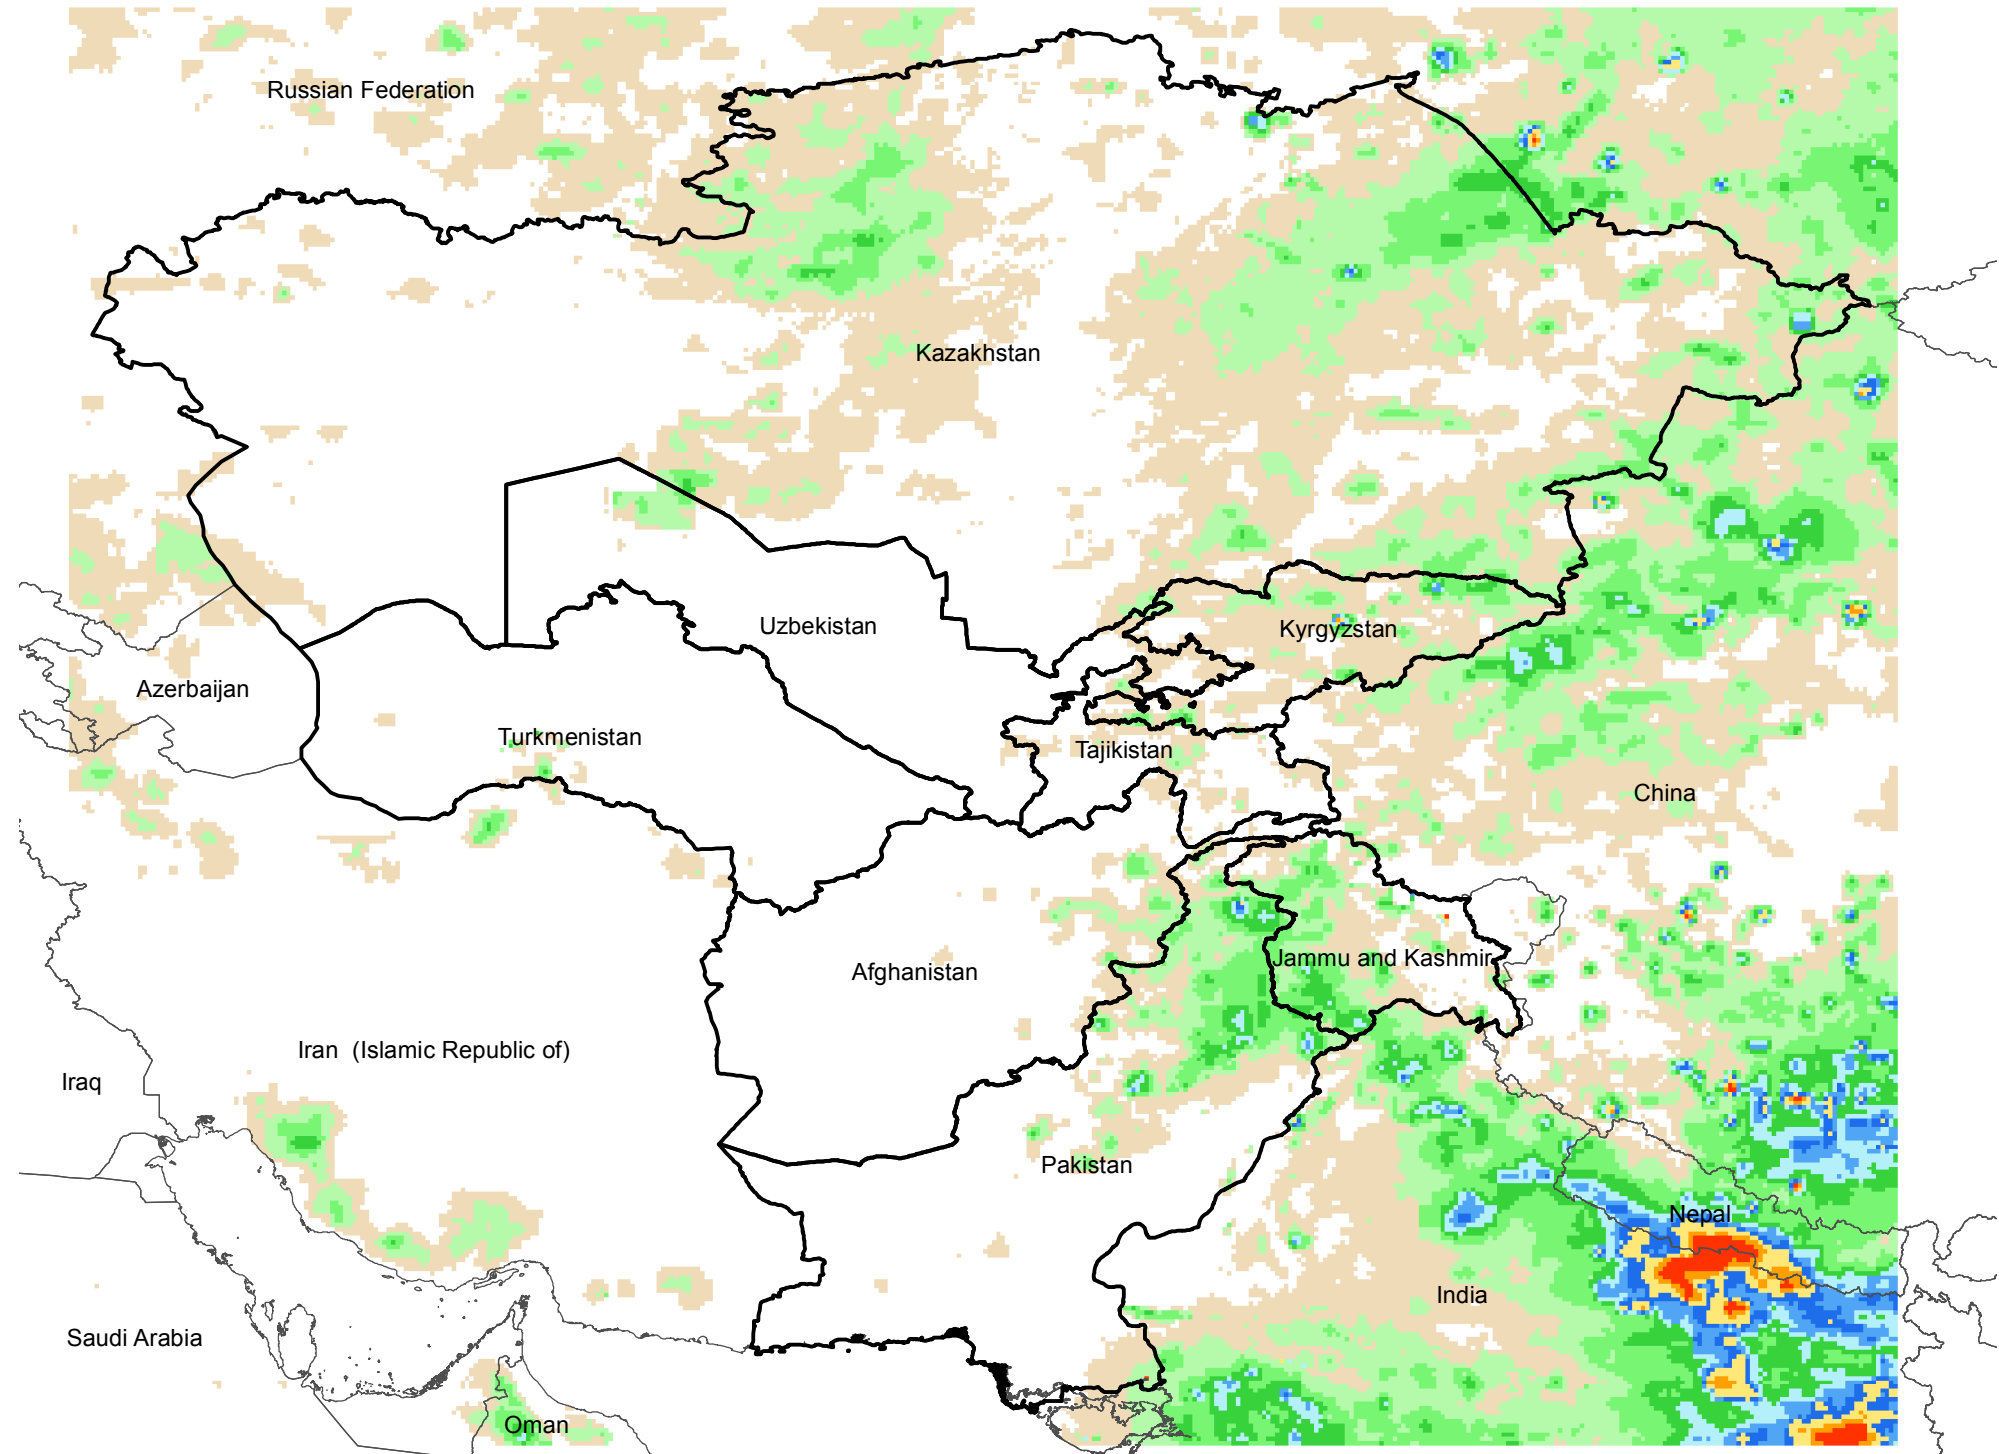 Russian Federation
Kazakhstan
Uzbekistan
Kyrgyzstan
Azerbaijan
Turkmenistan
Tajikistan
China
Afghanistan
Jammu and Kashmir
Iran  (Islamic Republic of)
Iraq
Pakistan
Nepal
India
Saudi Arabia
Oman